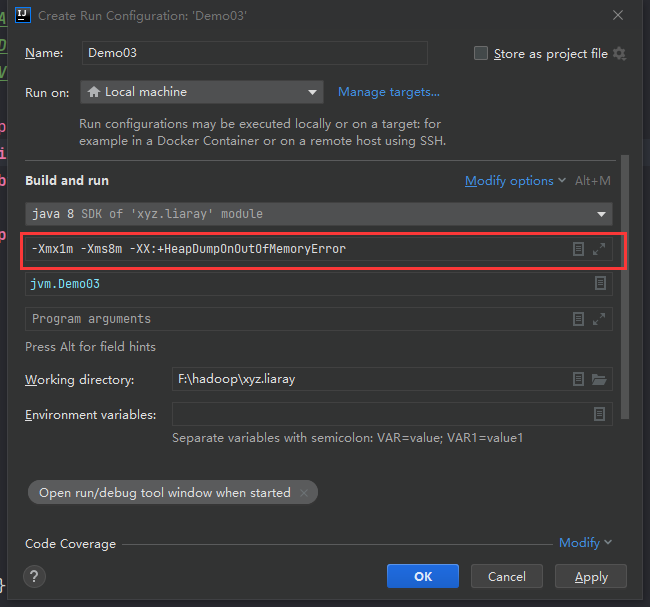 Create Run Configuration: 'Demo03'
Name: Demo03 Store as project file
Run on: Local machine Manage targets...
Run configurations may be executed locally or on a target: for
example in a Docker Container or on a remote host using SSH.
Build and run Modify options Alt+M
java 8 SDK of 'xyz.liaray' module
-Xmx1m -Xms8m -XX:+HeapDumpOnOutOfMemoryError
jvm.Demo03
Program arguments
Press Alt for field hints
Working directory: F:\hadoop\xyz.liaray
Environment variables:
Separate variables with semicolon: VAR=value; VAR1=value1
Open run/debug tool window when started ×
Code Coverage Modify
? OK Cancel Apply